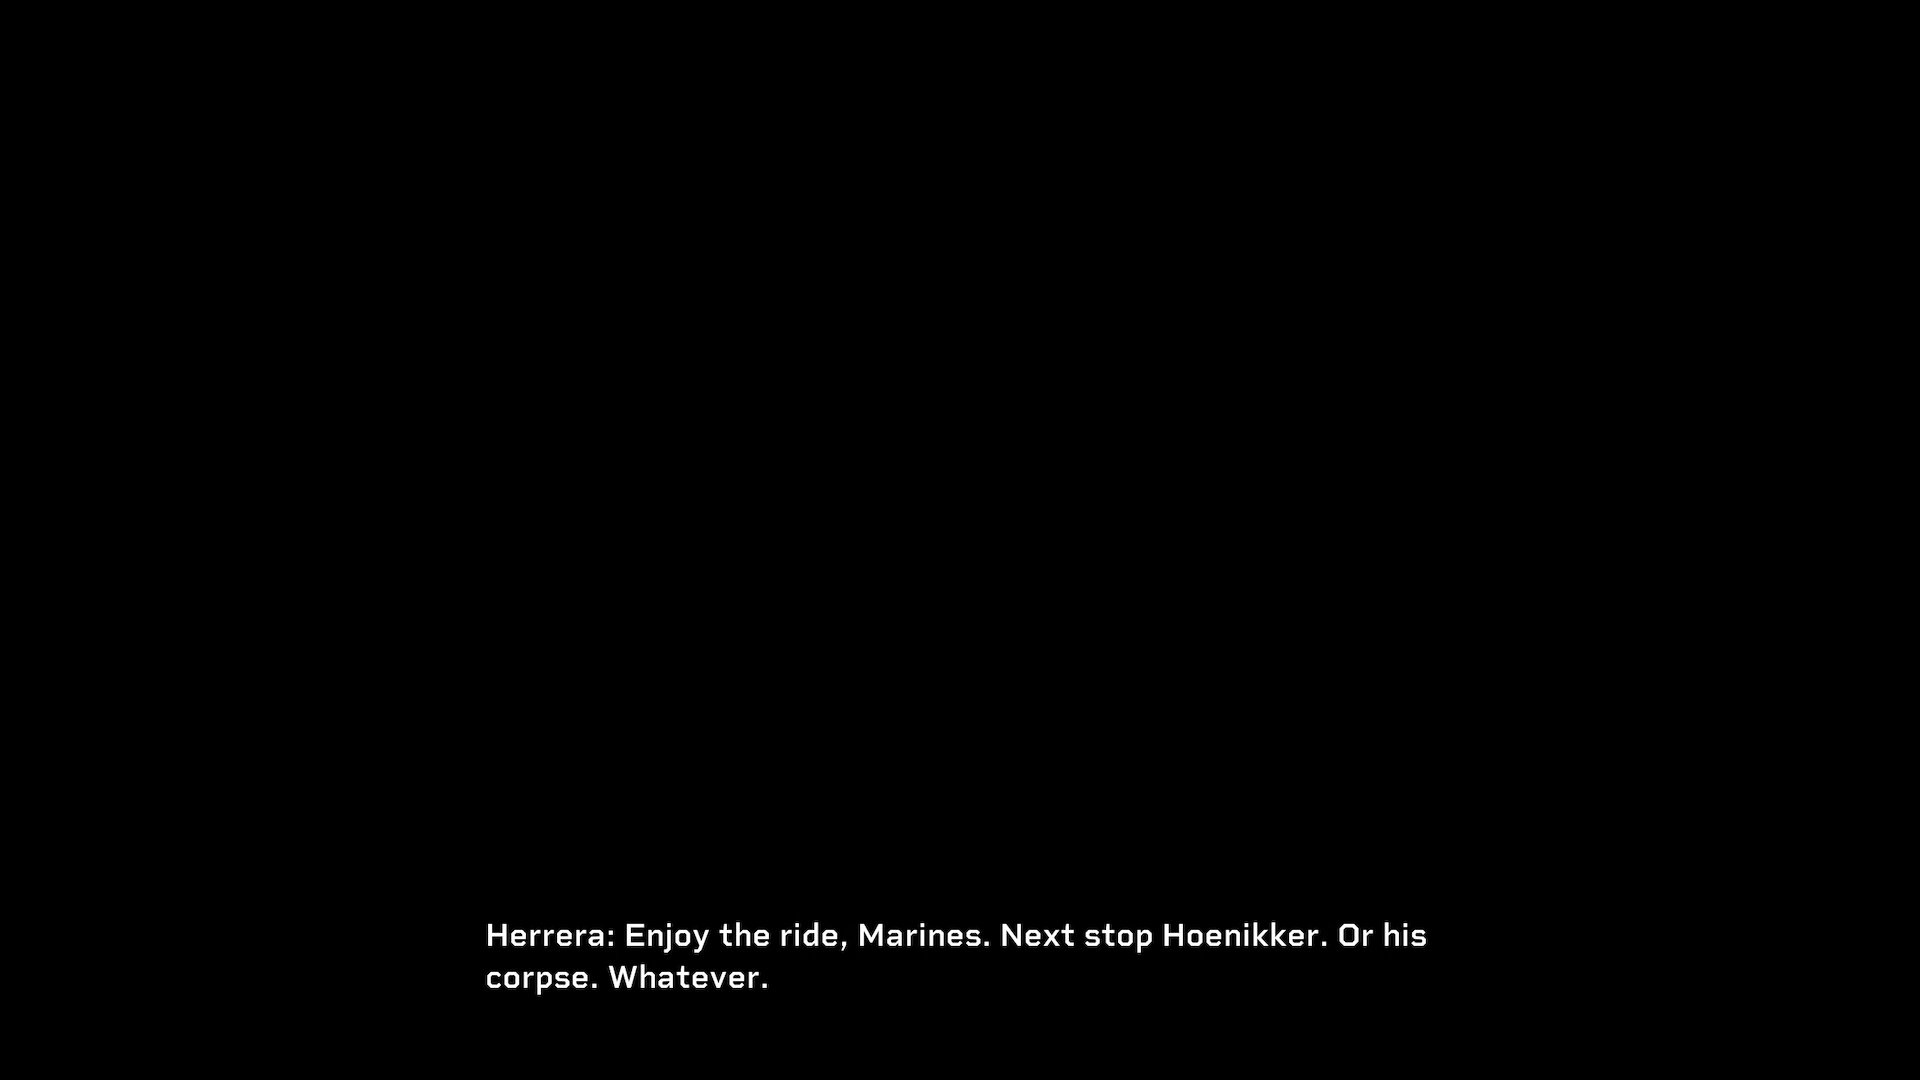 Herrera: Enjoy the ride, Marines. Next stop Hoenikker. Or his
corpse. Whatever.